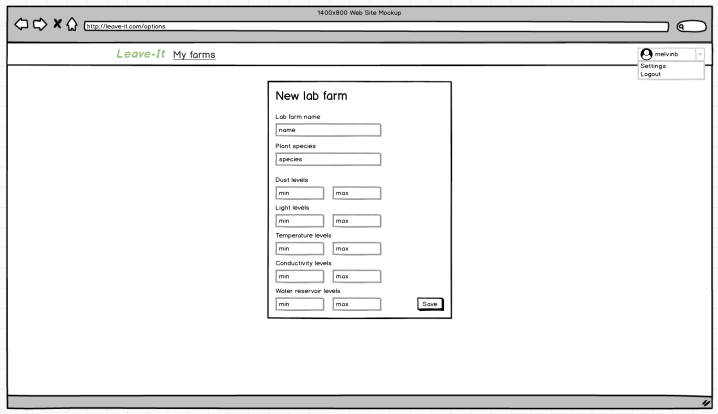 1400x800 Web Site Mockup
http://leave-it.com/options
Leave-It My farms
melvinb
Settings
Logout
New lab farm
Lab farm name
name
Plant species
species
Dust levels
min max
Light levels
min max
Temperature levels
min max
Conductivity levels
min max
Water reservoir levels
min max
Save